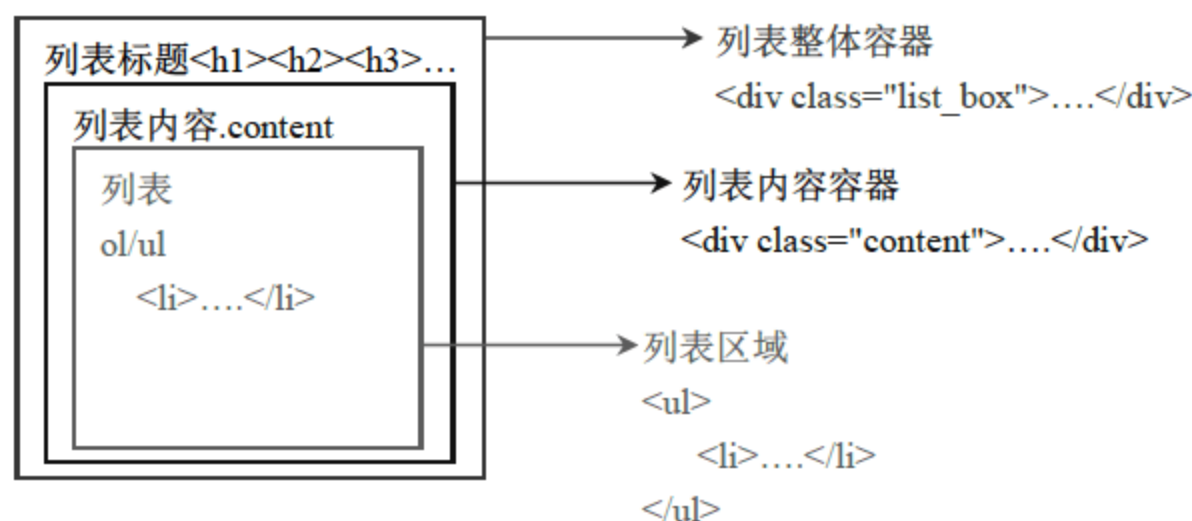 列表标题<h1><h2><h3>…
列表内容.content
列表
ol/ul
<li>….</li>
列表整体容器
<div class="list_box">….</div>
列表内容容器
<div class="content">….</div>
列表区域
<ul>
<li>….</li>
</ul>